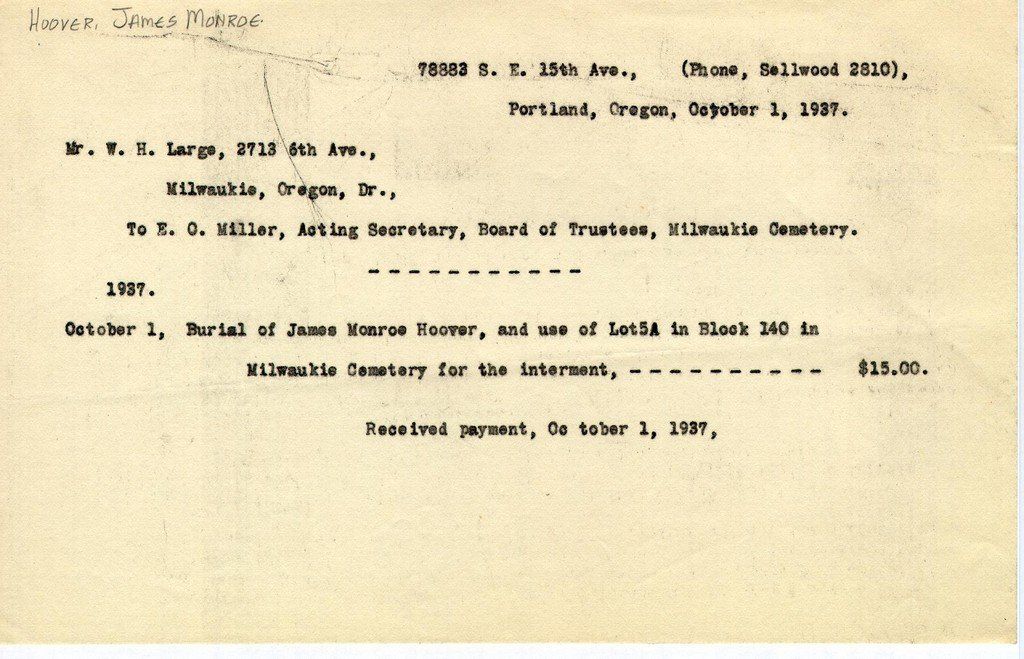 HOOVER, JAMES MONROE.
78883 S. E. 15th Ave., (Phone, Sellwood 2810),
Portland, Oregon, October 1, 1937.
Mr. W. H. Large, 2713 6th Ave.,
Milwaukie, Oregon, Dr.,
To E. O. Miller, Acting Secretary, Board of Trustees, Milwaukie Cemetery.
- - - - - - - - - - -
1937.
October 1, Burial of James Monroe Hoover, and use of Lot5A in Block 140 in
Milwaukie Cemetery for the interment, - - - - - - - - - - $15.00.
Received payment, Oc tober 1, 1937,